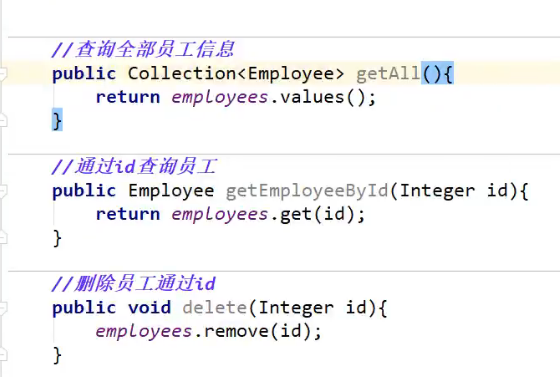 //查询全部员工信息
public Collection<Employee> getAll(){
return employees.values();
}
//通过id查询员工
public Employee getEmployeeById(Integer id){
return employees.get(id);
}
//删除员工通过id
public void delete(Integer id){
employees.remove(id);
}